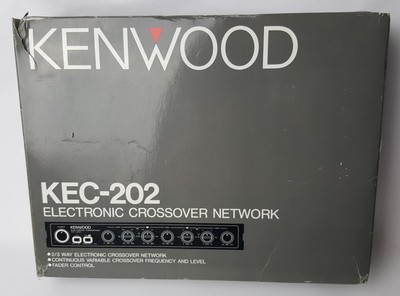 KENWOOD
KEC-202
ELECTRONIC CROSSOVER NETWORK
KENWOOD
•2/3 WAY ELECTRONIC CROSSOVER NETWORK
•CONTINUOUS VARIABLE CROSSOVER FREQUENCY AND LEVEL
•FADER CONTROL